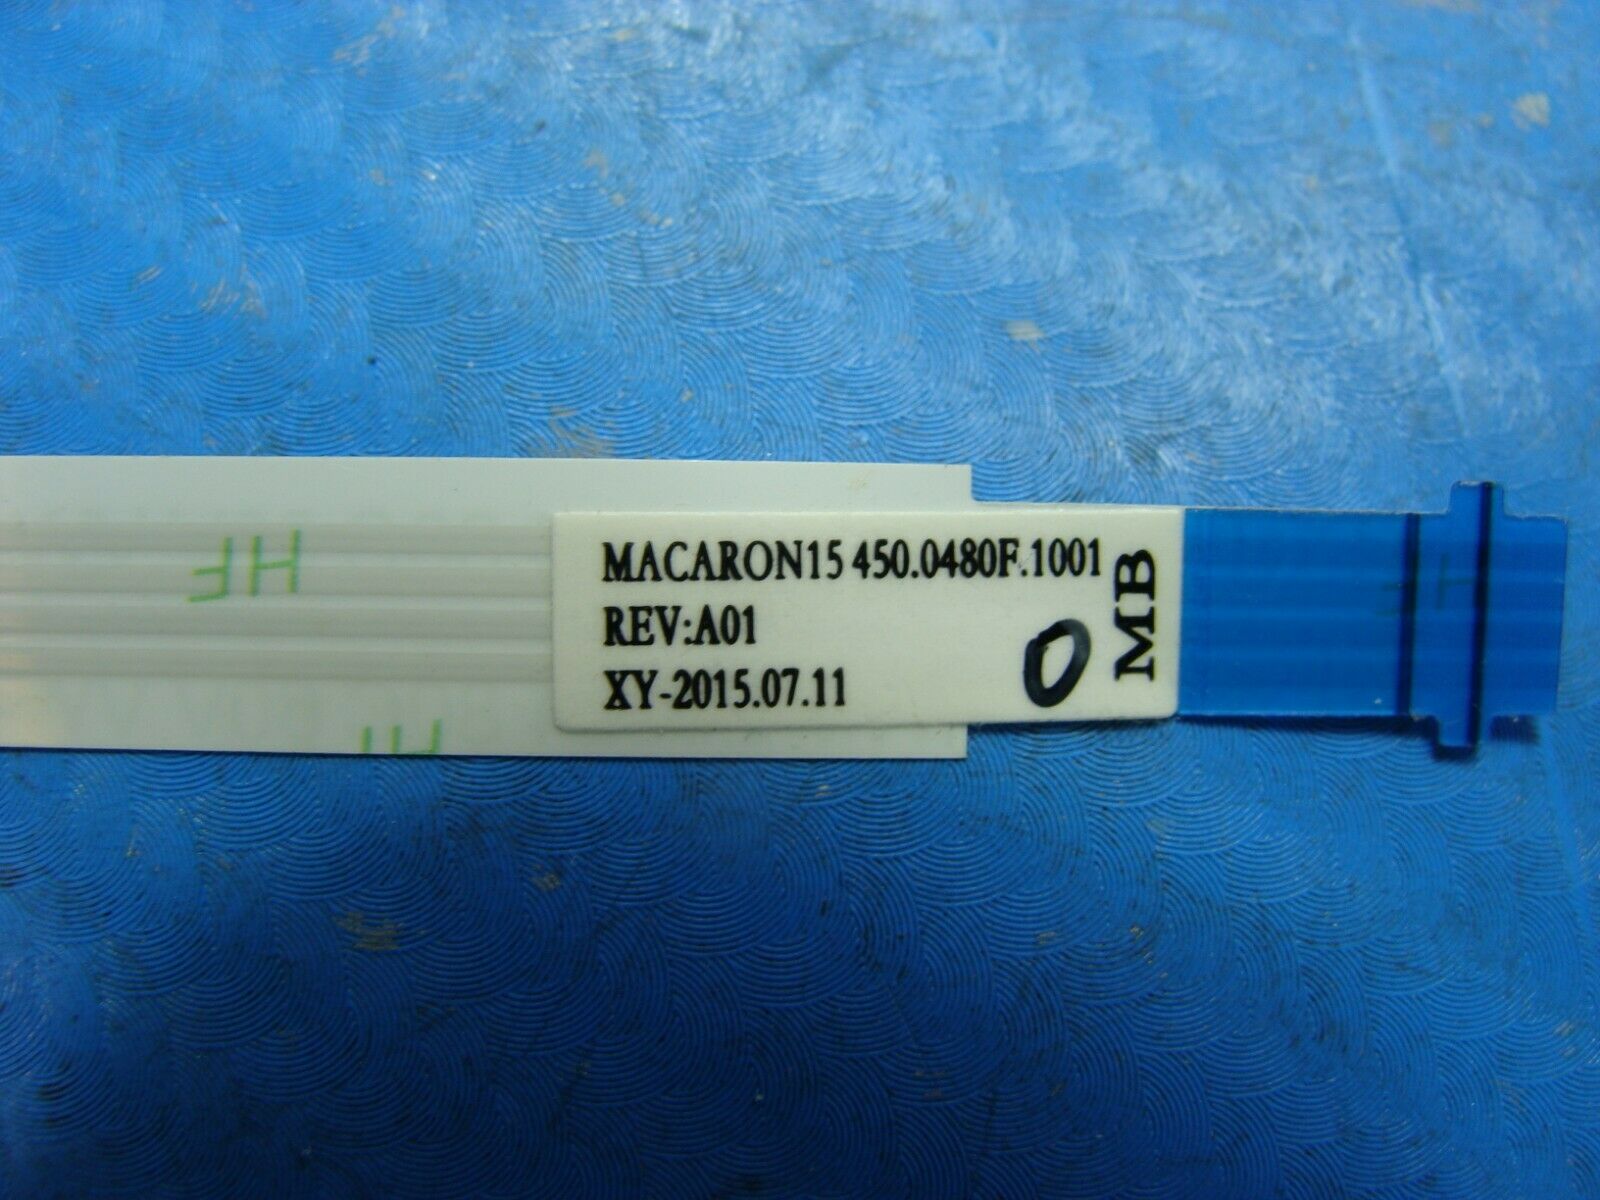 MACARON15 450.0480F.1001
REV:A01
XY-2015.07.11
O
MB
HF